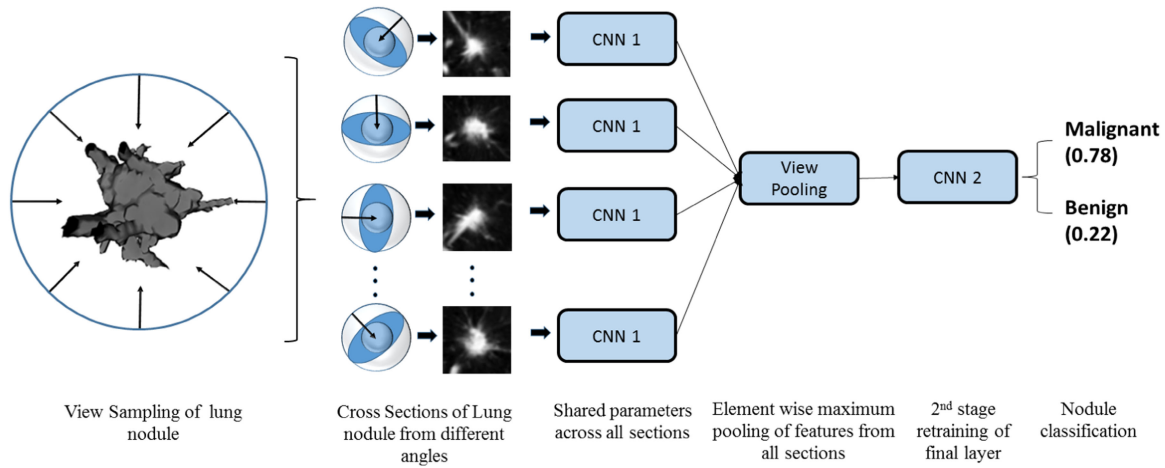 CNN 1
CNN 1
CNN 1
CNN 1
View
Pooling
CNN 2
Malignant
(0.78)
Benign
(0.22)
View Sampling of lung
nodule
Cross Sections of Lung
nodule from different
angles
Shared parameters
across all sections
Element wise maximum
pooling of features from
all sections
2nd stage
retraining of
final layer
Nodule
classification